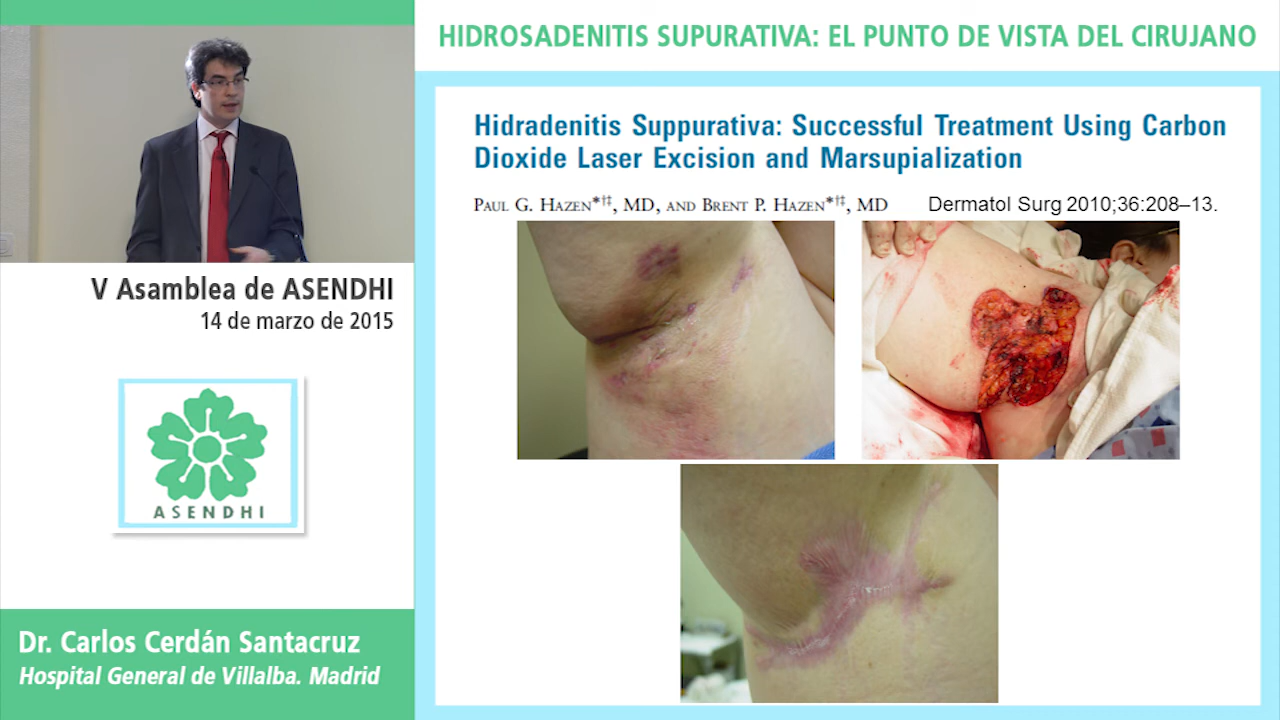 HIDROSADENITIS SUPURATIVA: EL PUNTO DE VISTA DEL CIRUJANO
Hidradenitis Suppurativa: Successful Treatment Using Carbon
Dioxide Laser Excision and Marsupialization
PAUL G. HAZEN*†‡, MD, AND BRENT P. HAZEN*†‡, MD
Dermatol Surg 2010;36:208–13.
V Asamblea de ASENDHI
14 de marzo de 2015
ASENDHI
Dr. Carlos Cerdán Santacruz
Hospital General de Villalba. Madrid